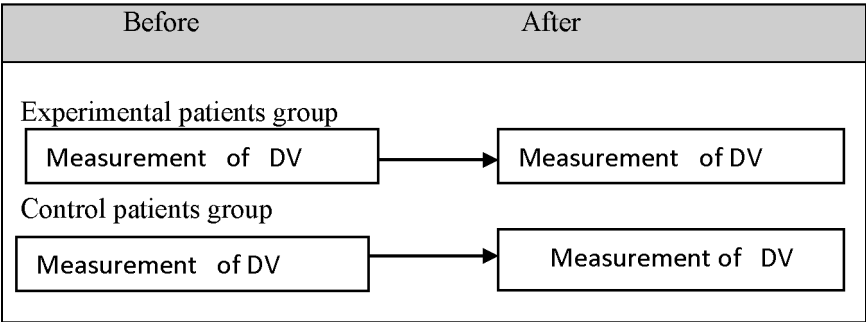 Before After
Experimental patients group
Measurement of DV Measurement of DV
Control patients group
Measurement of DV Measurement of DV